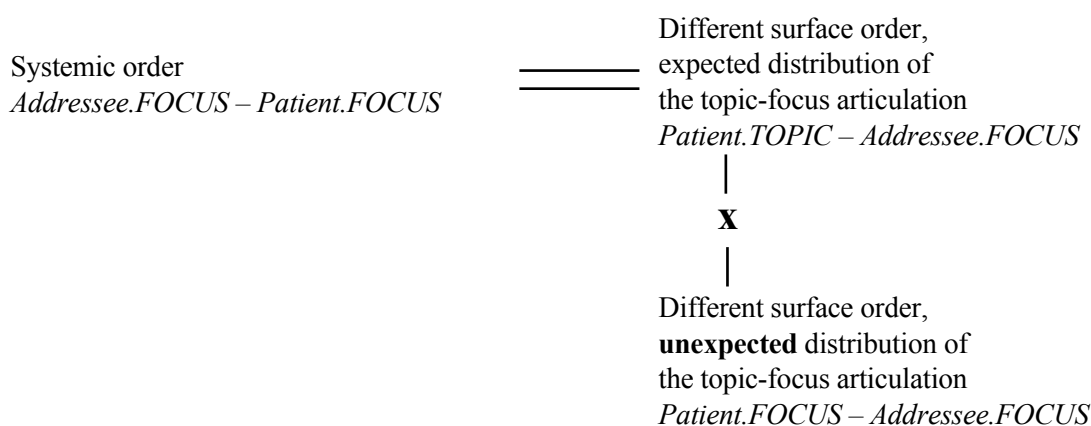 Systemic order
Addressee.FOCUS – Patient.FOCUS
Different surface order,
expected distribution of
the topic-focus articulation
Patient.TOPIC – Addressee.FOCUS
x
Different surface order,
unexpected distribution of
the topic-focus articulation
Patient.FOCUS – Addressee.FOCUS